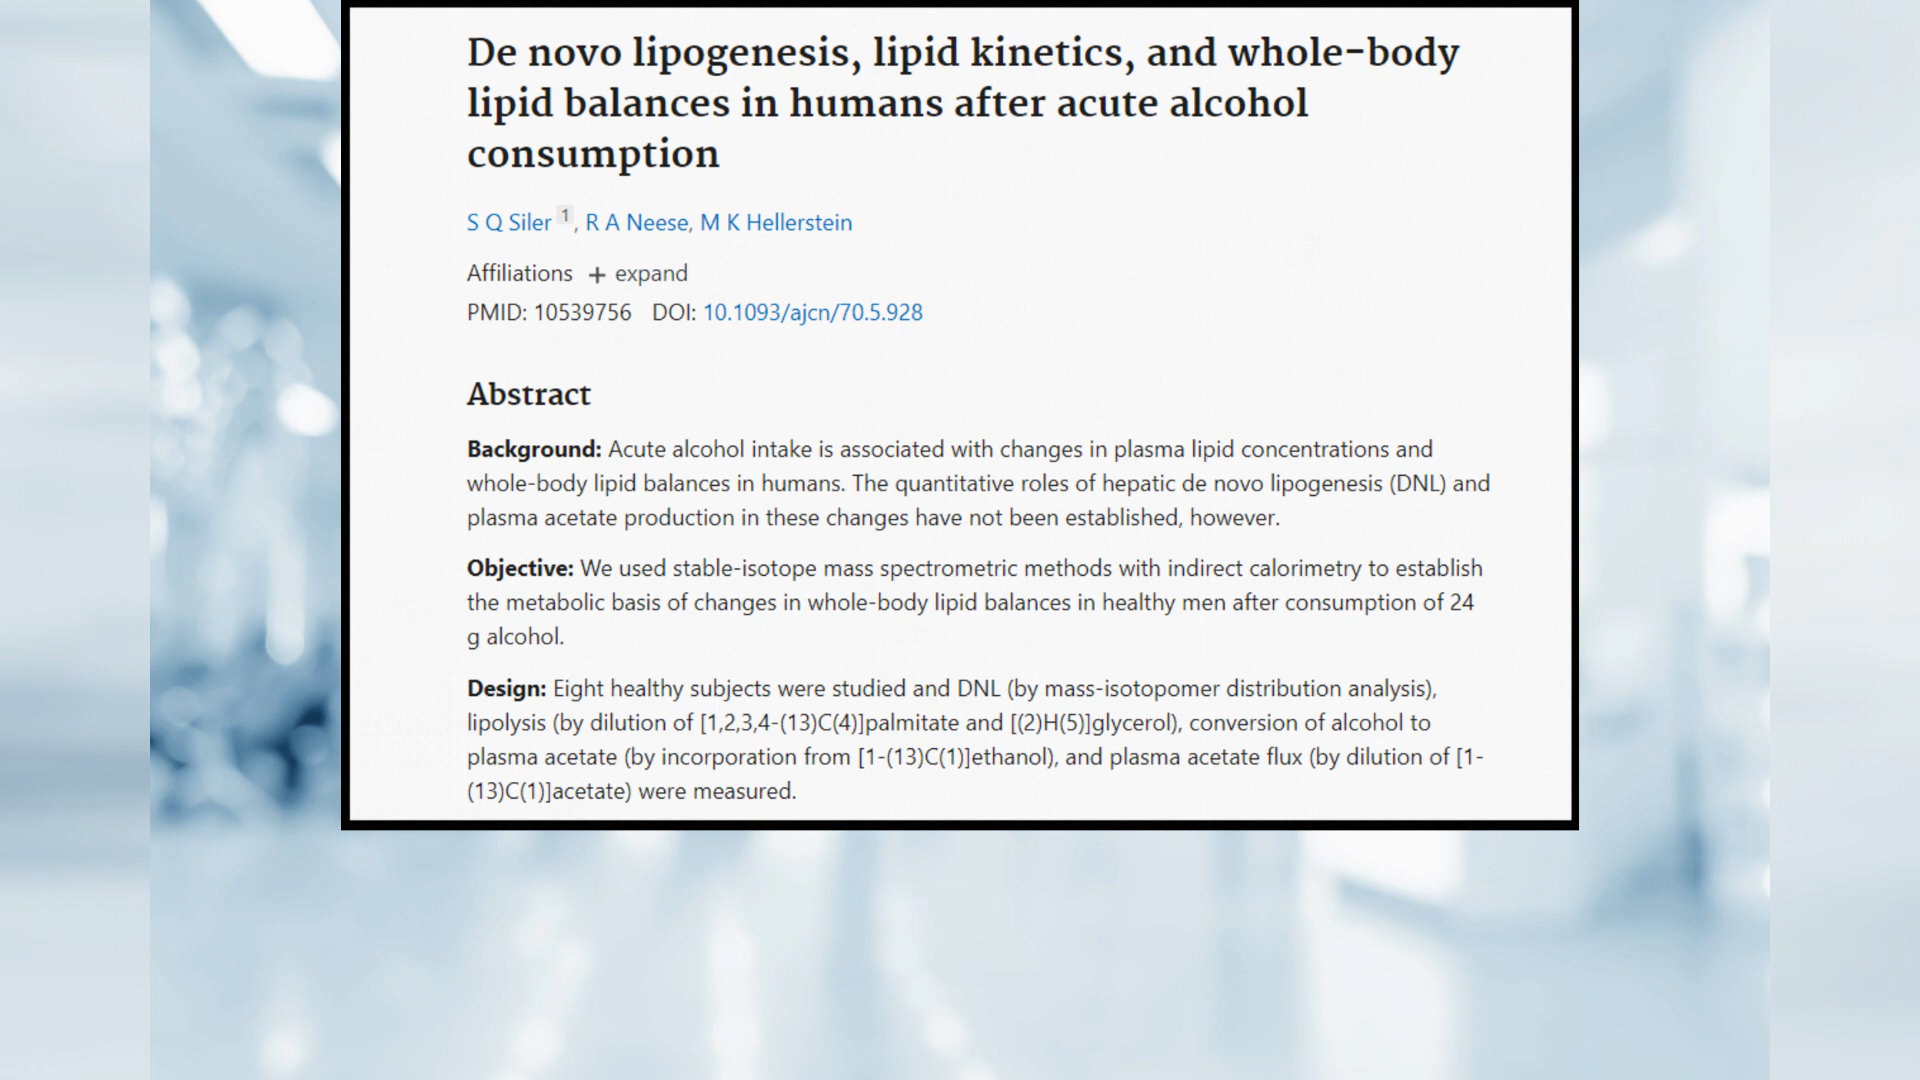 De novo lipogenesis, lipid kinetics, and whole-body
lipid balances in humans after acute alcohol
consumption
S Q Siler 1, R A Neese, M K Hellerstein
Affiliations + expand
PMID: 10539756 DOI: 10.1093/ajcn/70.5.928
Abstract
Background: Acute alcohol intake is associated with changes in plasma lipid concentrations and
whole-body lipid balances in humans. The quantitative roles of hepatic de novo lipogenesis (DNL) and
plasma acetate production in these changes have not been established, however.
Objective: We used stable-isotope mass spectrometric methods with indirect calorimetry to establish
the metabolic basis of changes in whole-body lipid balances in healthy men after consumption of 24
g alcohol.
Design: Eight healthy subjects were studied and DNL (by mass-isotopomer distribution analysis),
lipolysis (by dilution of [1,2,3,4-(13)C(4)]palmitate and [(2)H(5)]glycerol), conversion of alcohol to
plasma acetate (by incorporation from [1-(13)C(1)]ethanol), and plasma acetate flux (by dilution of [1-
(13)C(1)]acetate) were measured.